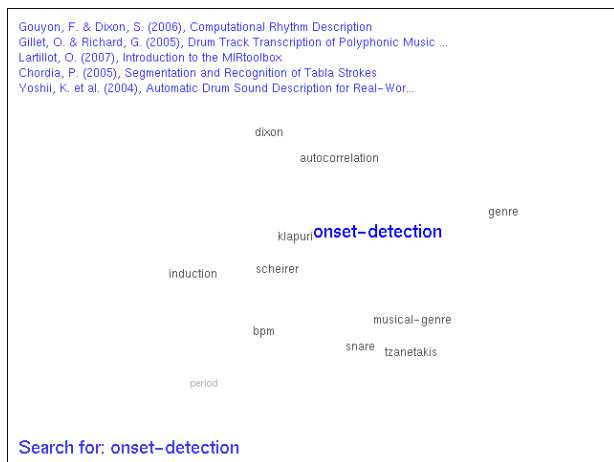 Gouyon, F. & Dixon, S. (2006), Computational Rhythm Description
Gillet, O. & Richard, G. (2005), Drum Track Transcription of Polyphonic Music ...
Lartillot, O. (2007), Introduction to the MIRtoolbox
Chordia, P. (2005), Segmentation and Recognition of Tabla Strokes
Yoshii, K. et al. (2004), Automatic Drum Sound Description for Real-Wor...
dixon
autocorrelation
genre
klapuri onset-detection
induction scheirer
musical-genre
bpm
snare tzanetakis
period
Search for: onset-detection